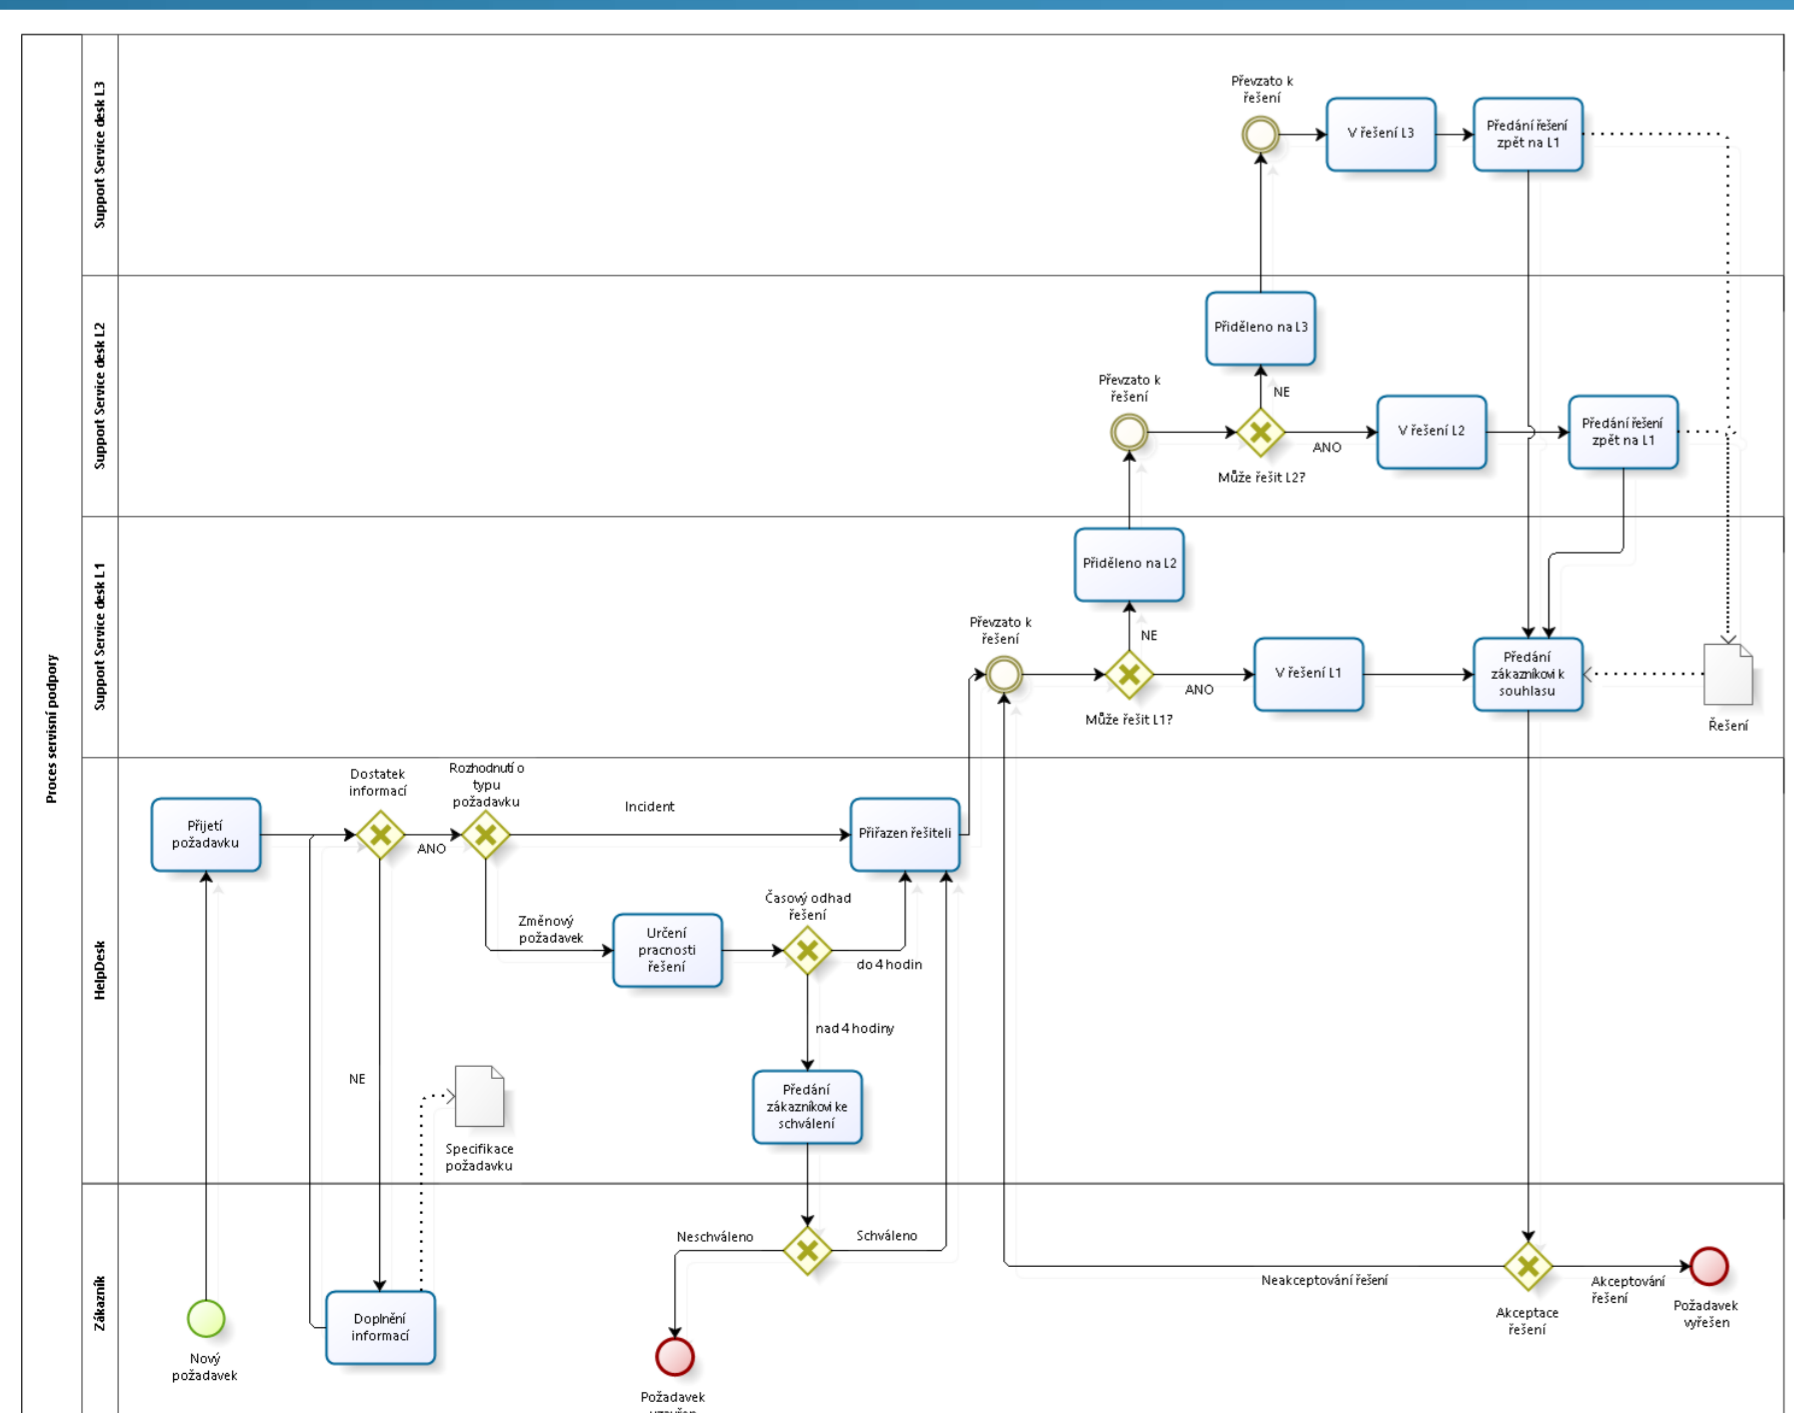 Proces servisní podpory
Support Service desk L3
Převzato k
řešení
V řešení L3
Předání řešení
zpět na L1
Support Service desk L2
Přiděleno na L3
NE
Převzato k
řešení
ANO
Může řešit L2?
V řešení L2
Předání řešení
zpět na L1
Support Service desk L1
Přiděleno na L2
NE
Převzato k
řešení
ANO
Může řešit L1?
V řešení L1
Předání
zákazníkovi k
souhlasu
Řešení
HelpDesk
Přijetí
požadavku
Dostatek
informací
ANO
Rozhodnutí o
typu
požadavku
Incident
Přiřazen řešiteli
Změnový
požadavek
Určení
pracnosti
řešení
Časový odhad
řešení
do 4 hodin
nad 4 hodiny
NE
Specifikace
požadavku
Předání
zákazníkovi ke
schválení
Zákazník
Nový
požadavek
Doplnění
informací
Neschváleno
Schváleno
Požadavek
Neakceptování řešení
Akceptace
řešení
Akceptování
řešení
Požadavek
vyřešen